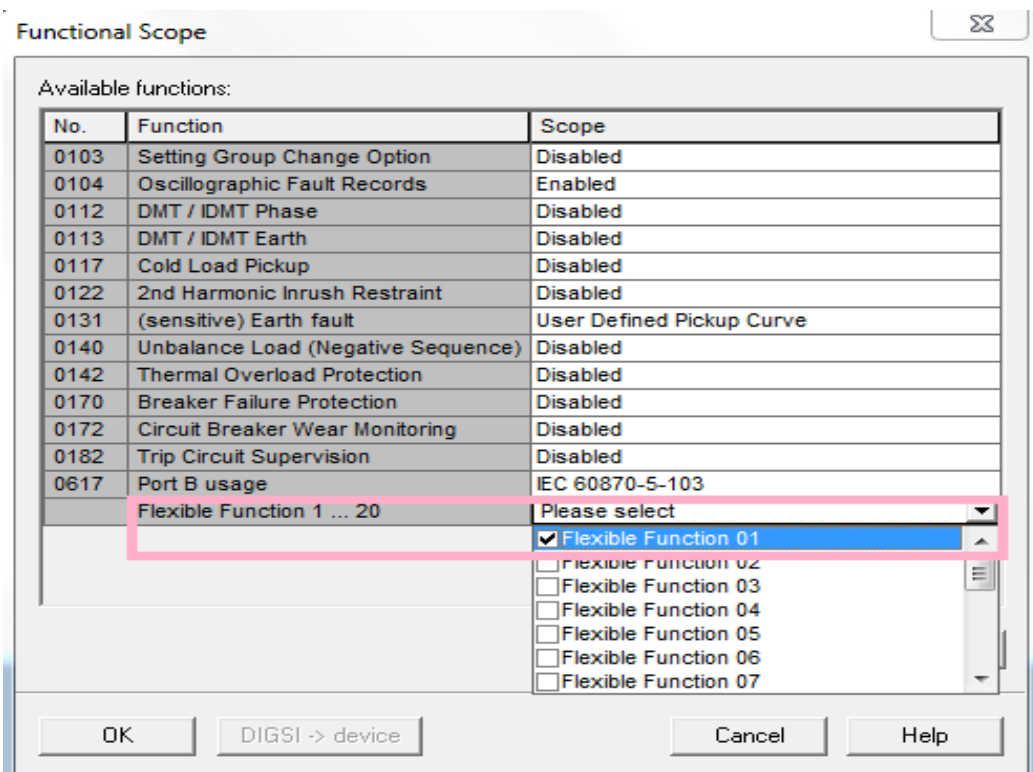 Functional Scope
Available functions:
No. Function Scope
0103 Setting Group Change Option Disabled
0104 Oscillographic Fault Records Enabled
0112 DMT / IDMT Phase Disabled
0113 DMT / IDMT Earth Disabled
0117 Cold Load Pickup Disabled
0122 2nd Harmonic Inrush Restraint Disabled
0131 (sensitive) Earth fault User Defined Pickup Curve
0140 Unbalance Load (Negative Sequence) Disabled
0142 Thermal Overload Protection Disabled
0170 Breaker Failure Protection Disabled
0172 Circuit Breaker Wear Monitoring Disabled
0182 Trip Circuit Supervision Disabled
0617 Port B usage IEC 60870-5-103
Flexible Function 1 ... 20 Please select
Flexible Function 01
Flexible Function 02
Flexible Function 03
Flexible Function 04
Flexible Function 05
Flexible Function 06
Flexible Function 07
OK DIGSI -> device Cancel Help